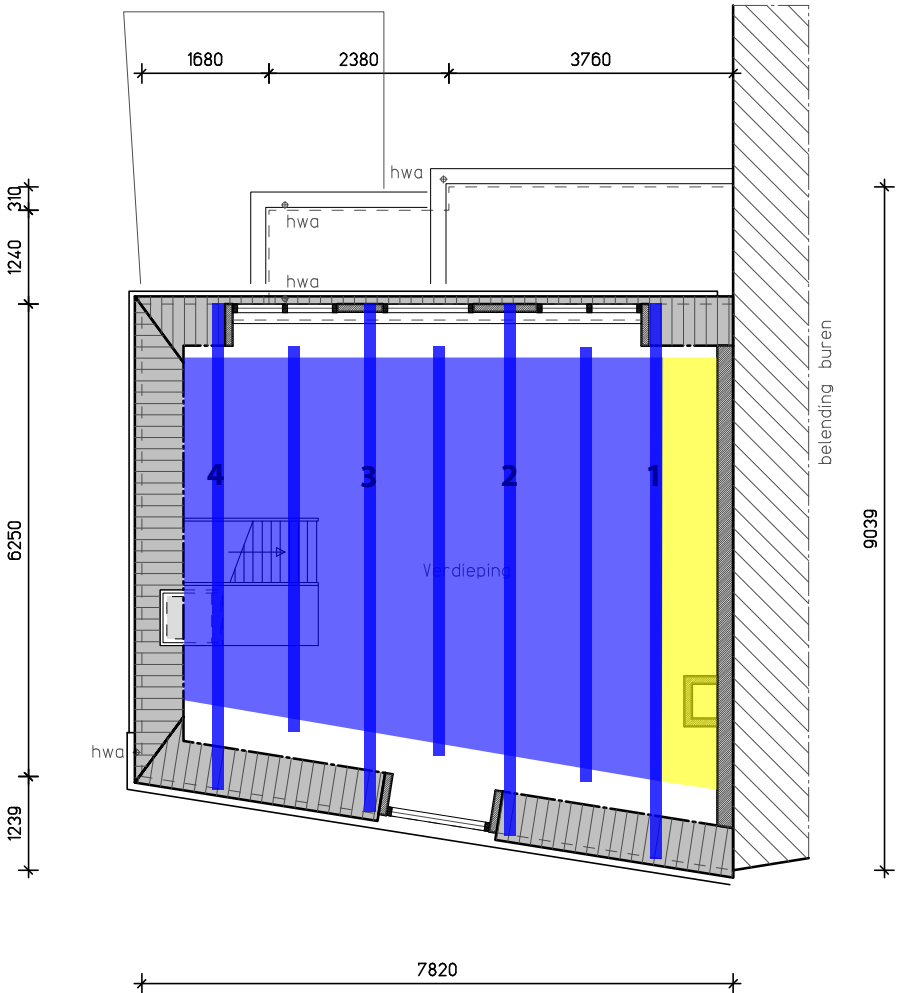 1680 2380 3760
hwa
310
hwa
1240
hwa
belending buren
4 3 2 1
6250
9039
Verdieping
hwa
1239
7820